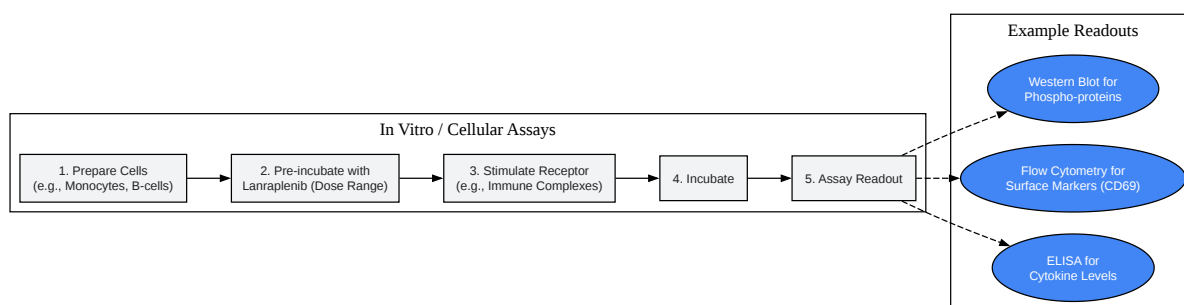 Example Readouts
Western Blot for
Phospho-proteins
In Vitro / Cellular Assays
1. Prepare Cells
(e.g., Monocytes, B-cells)
2. Pre-incubate with
Lanraplenib (Dose Range)
3. Stimulate Receptor
(e.g., Immune Complexes)
4. Incubate
5. Assay Readout
Flow Cytometry for
Surface Markers (CD69)
ELISA for
Cytokine Levels